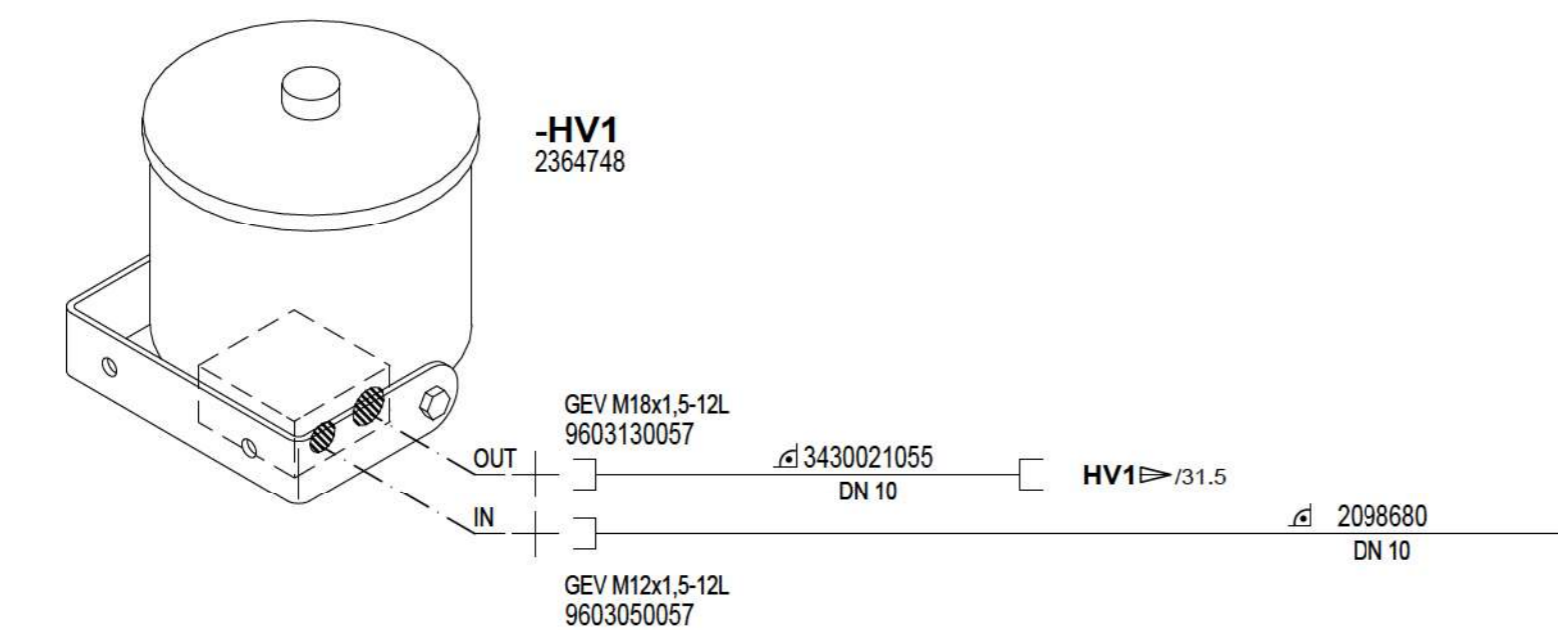 -HV1
2364748
GEV M18x1,5-12L
9603130057
OUT
3430021055
DN 10
HV1 /31.5
IN
2098680
DN 10
GEV M12x1,5-12L
9603050057